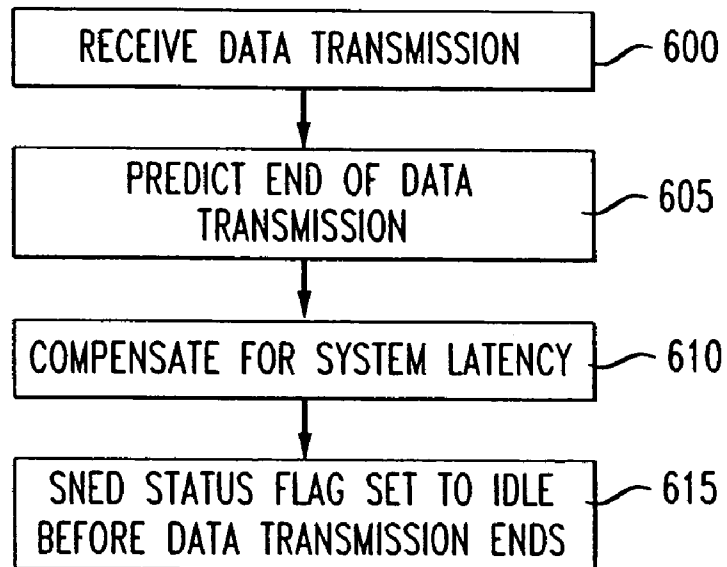 RECEIVE DATA TRANSMISSION
600
PREDICT END OF DATA
TRANSMISSION
605
COMPENSATE FOR SYSTEM LATENCY
610
SNED STATUS FLAG SET TO IDLE
BEFORE DATA TRANSMISSION ENDS
615